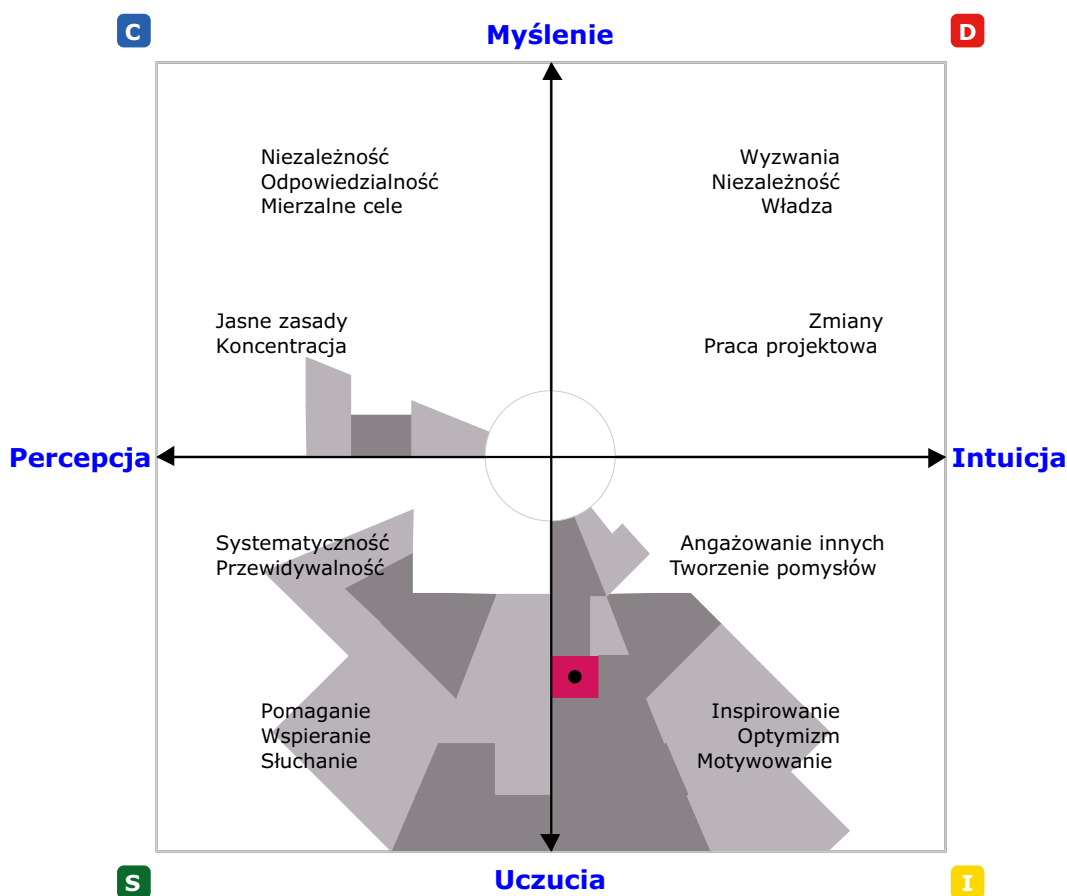 C
Myślenie
D
Niezależność
Odpowiedzialność
Mierzalne cele
Wyzwania
Niezależność
Władza
Jasne zasady
Koncentracja
Zmiany
Praca projektowa
Percepcja
Intuicja
Systematyczność
Przewidywalność
Angażowanie innych
Tworzenie pomysłów
Pomaganie
Wspieranie
Słuchanie
Inspirowanie
Optymizm
Motywowanie
S
Uczucia
I